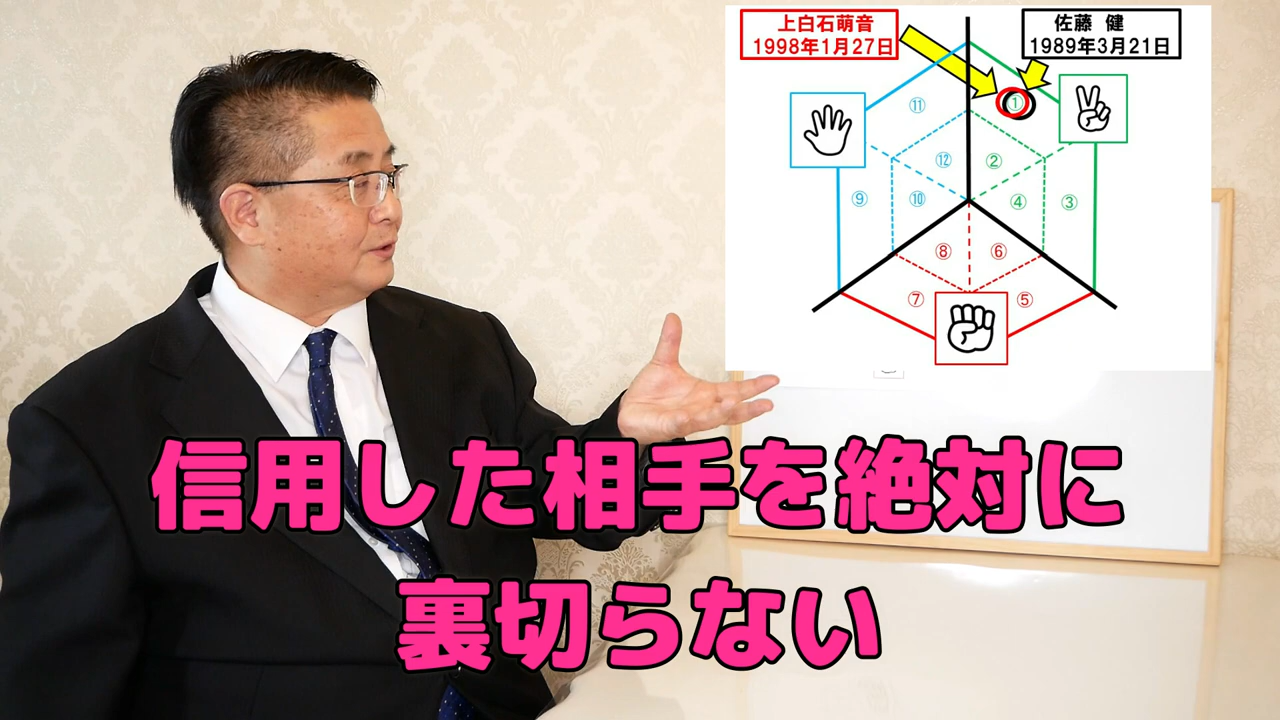 上白石萌音
1998年1月27日
佐藤 健
1989年3月21日
⑪
①
⑫
②
⑨
⑩
④
③
⑧
⑥
⑦
⑤
信用した相手を絶対に
裏切らない